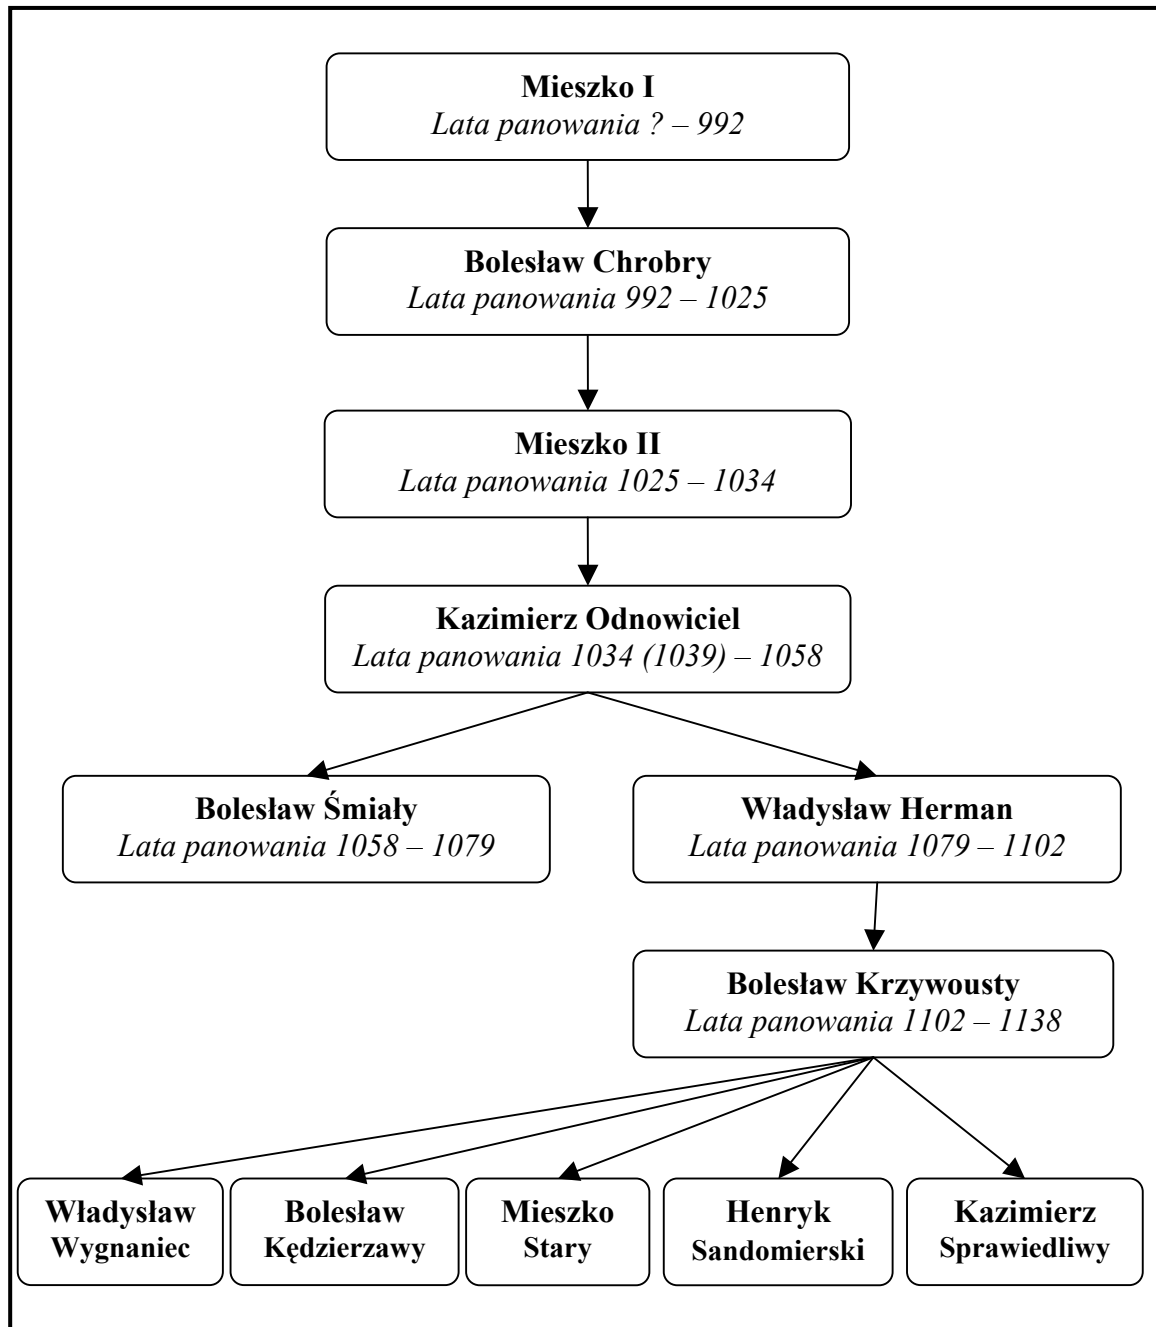 Mieszko I
Lata panowania ? – 992
Bolesław Chrobry
Lata panowania 992 – 1025
Mieszko II
Lata panowania 1025 – 1034
Kazimierz Odnowiciel
Lata panowania 1034 (1039) – 1058
Bolesław Śmiały
Lata panowania 1058 – 1079
Władysław Herman
Lata panowania 1079 – 1102
Bolesław Krzywousty
Lata panowania 1102 – 1138
Władysław
Wygnaniec
Bolesław
Kędzierzawy
Mieszko
Stary
Henryk
Sandomierski
Kazimierz
Sprawiedliwy